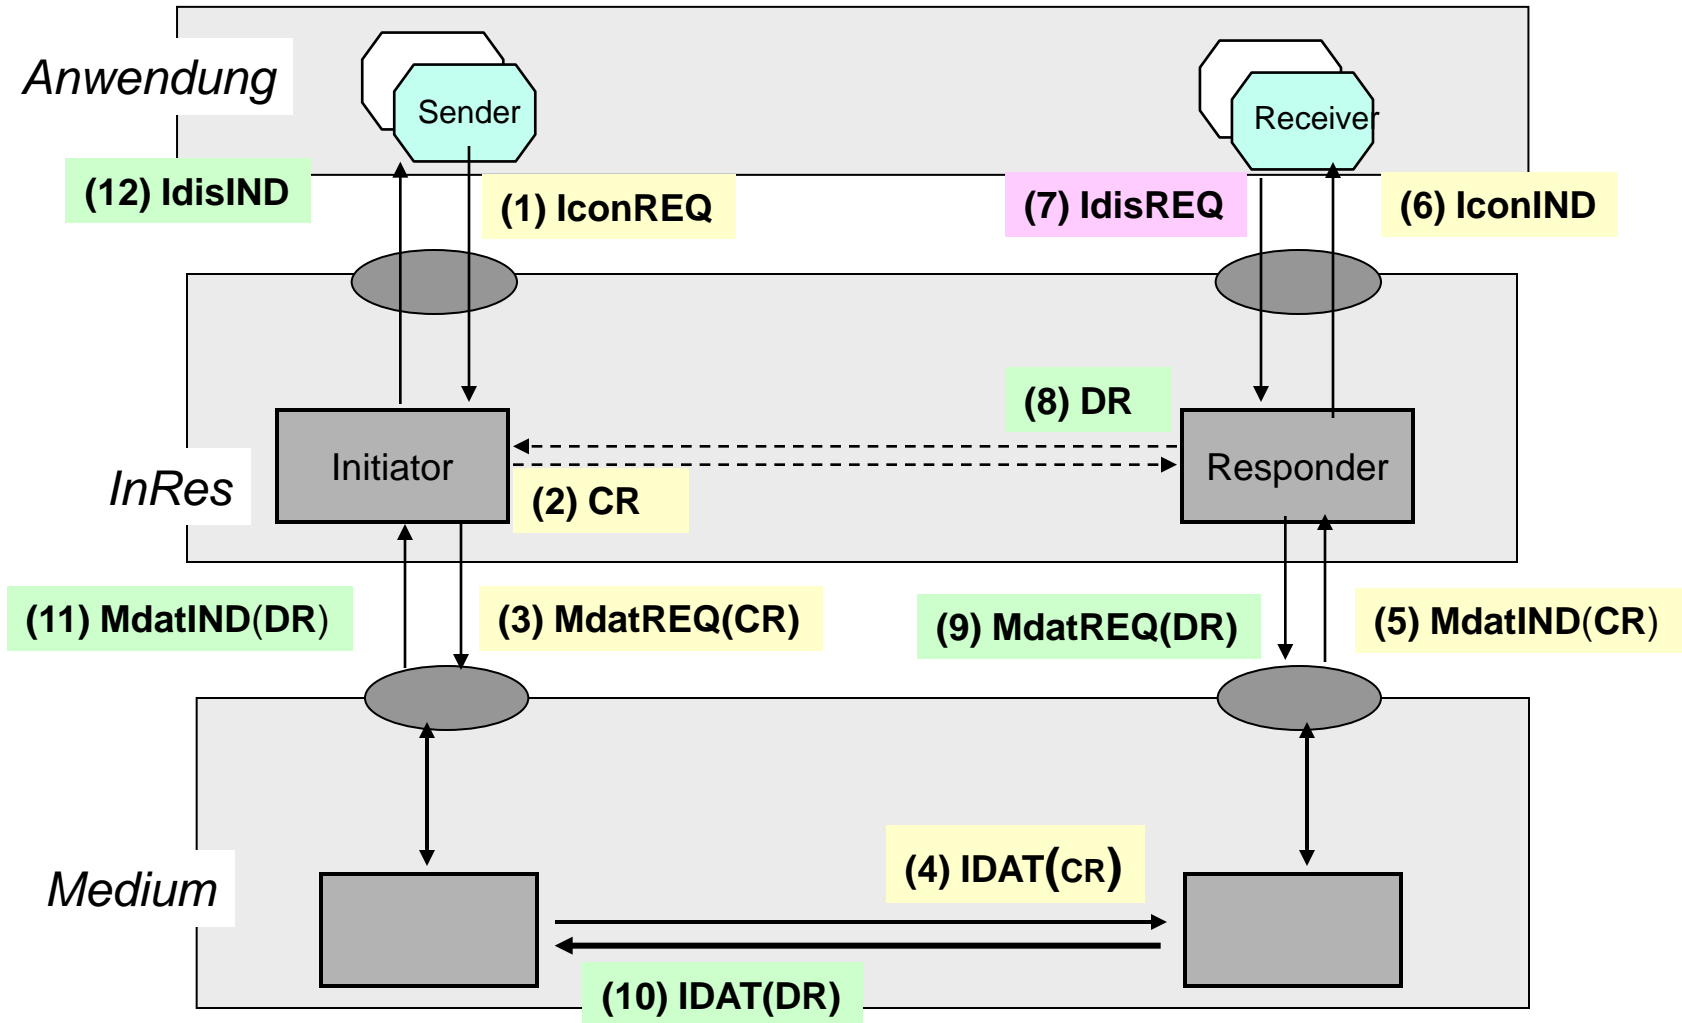 Anwendung
Sender
Receiver
(12) IdisIND
(1) IconREQ
(7) IdisREQ
(6) IconIND
(8) DR
Initiator
Responder
InRes
(2) CR
(11) MdatIND(DR)
(3) MdatREQ(CR)
(9) MdatREQ(DR)
(5) MdatIND(CR)
(4) IDAT(CR)
Medium
(10) IDAT(DR)